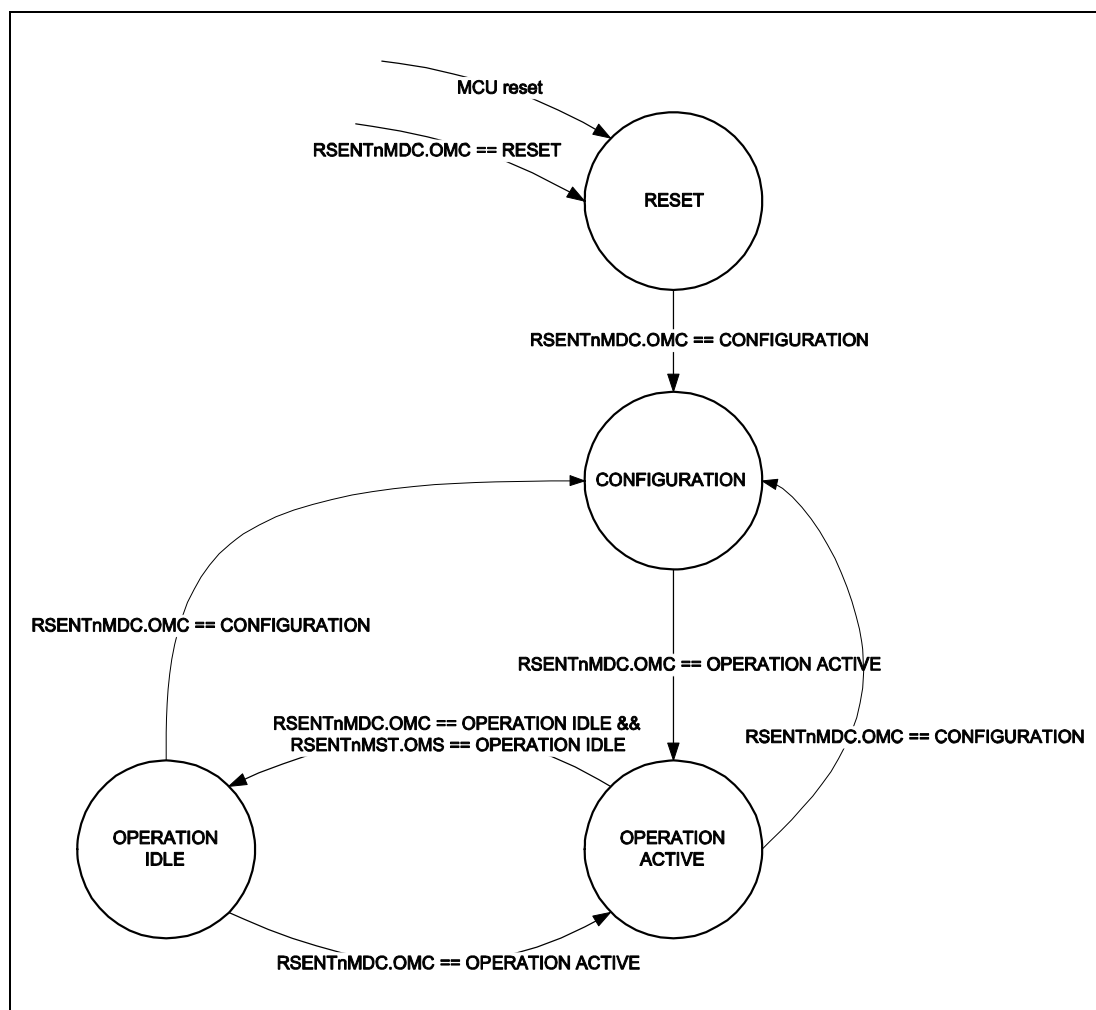 MCU reset
RSENTnMDC.OMC == RESET
RESET
RSENTnMDC.OMC == CONFIGURATION
CONFIGURATION
RSENTnMDC.OMC == CONFIGURATION
RSENTnMDC.OMC == OPERATION ACTIVE
RSENTnMDC.OMC == OPERATION IDLE &&
RSENTnMST.OMS == OPERATION IDLE
RSENTnMDC.OMC == CONFIGURATION
OPERATION
IDLE
OPERATION
ACTIVE
RSENTnMDC.OMC == OPERATION ACTIVE